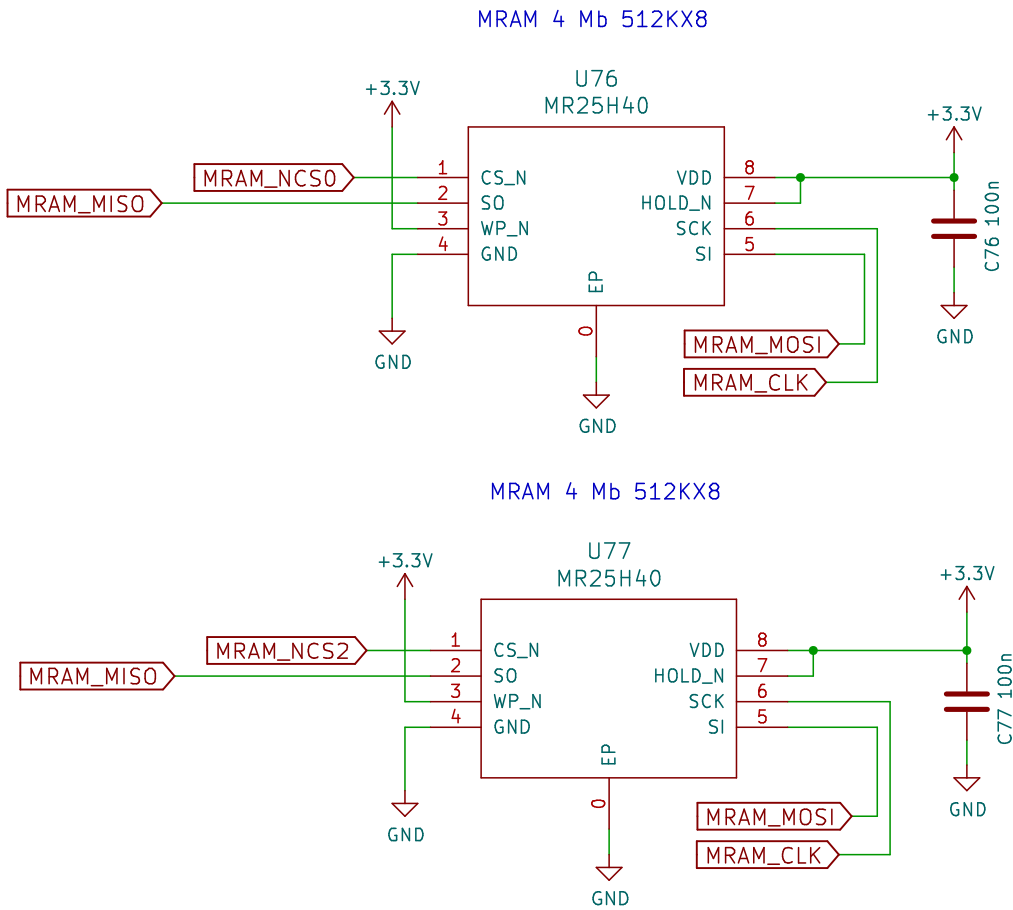 MRAM 4 Mb 512KX8
U76
MR25H40
+3.3V
+3.3V
MRAM_NCS0
MRAM_MISO
1 CS_N VDD 8
2 SO HOLD_N 7
3 WP_N SCK 6
4 GND SI 5
EP
0
C76 100n
GND
GND
MRAM_MOSI
MRAM_CLK
GND
MRAM 4 Mb 512KX8
U77
MR25H40
+3.3V
+3.3V
MRAM_NCS2
MRAM_MISO
1 CS_N VDD 8
2 SO HOLD_N 7
3 WP_N SCK 6
4 GND SI 5
EP
0
C77 100n
GND
GND
MRAM_MOSI
MRAM_CLK
GND